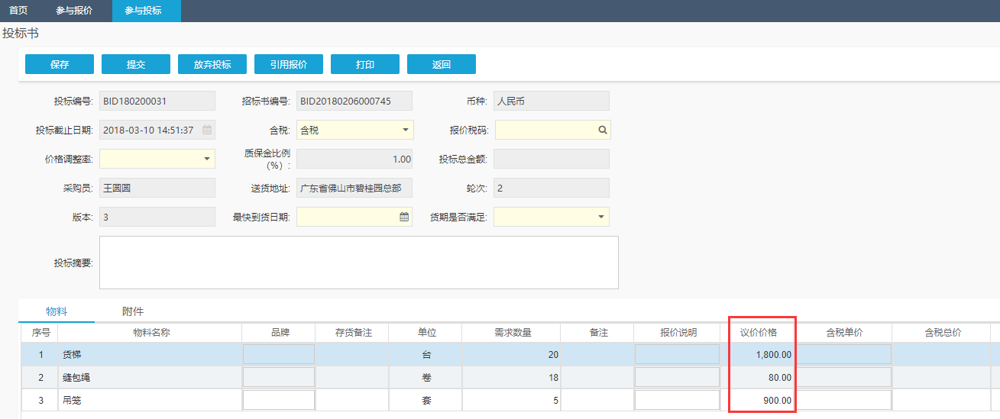 首页 参与报价 参与投标
投标书
保存 提交 放弃投标 引用报价 打印 返回
投标编号: BID180200031 招标书编号: BID20180206000745 币种: 人民币
投标截止日期: 2018-03-10 14:51:37 含税: 含税 报价税码:
价格调整率: 质保金比例
（%）: 1.00 投标总金额:
采购员: 王圆圆 送货地址: 广东省佛山市碧桂园总部 轮次: 2
版本: 3 最快到货日期: 货期是否满足:
投标摘要:
物料 附件
序号 物料名称 品牌 存货备注 单位 需求数量 备注 报价说明 议价价格 含税单价 含税总价
1 货梯 台 20 1,800.00
2 缝包绳 卷 18 80.00
3 吊笼 套 5 900.00